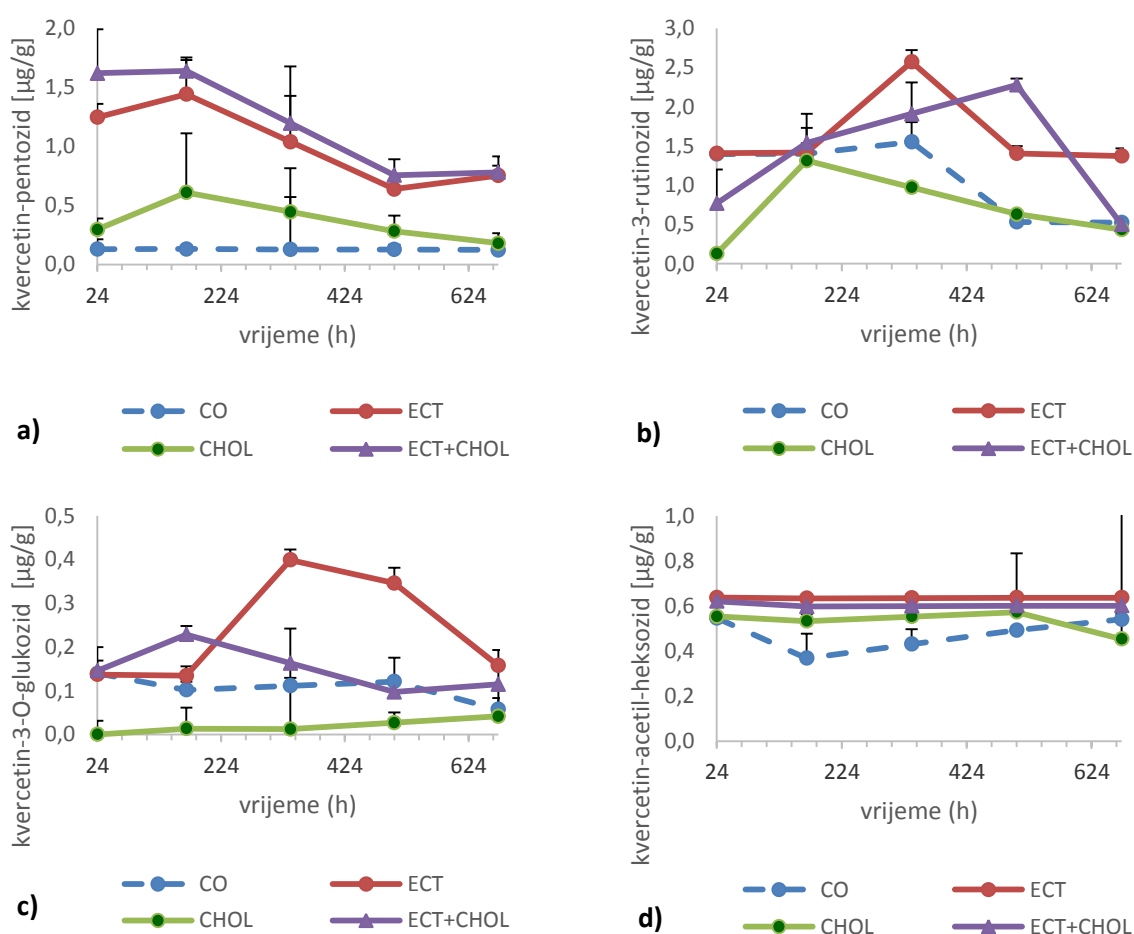 kvercetin-pentozid [µg/g]
2,0
1,5
1,0
0,5
0,0
24 224 424 624
vrijeme (h)
CO ECT
CHOL ECT+CHOL
a)
kvercetin-3-rutinozid [µg/g]
3,0
2,5
2,0
1,5
1,0
0,5
0,0
24 224 424 624
vrijeme (h)
CO ECT
CHOL ECT+CHOL
b)
kvercetin-3-O-glukozid [µg/g]
0,5
0,4
0,3
0,2
0,1
0,0
24 224 424 624
vrijeme (h)
CO ECT
CHOL ECT+CHOL
c)
kvercetin-acetil-heksozid [µg/g]
1,0
0,8
0,6
0,4
0,2
0,0
24 224 424 624
vrijeme (h)
CO ECT
CHOL ECT+CHOL
d)